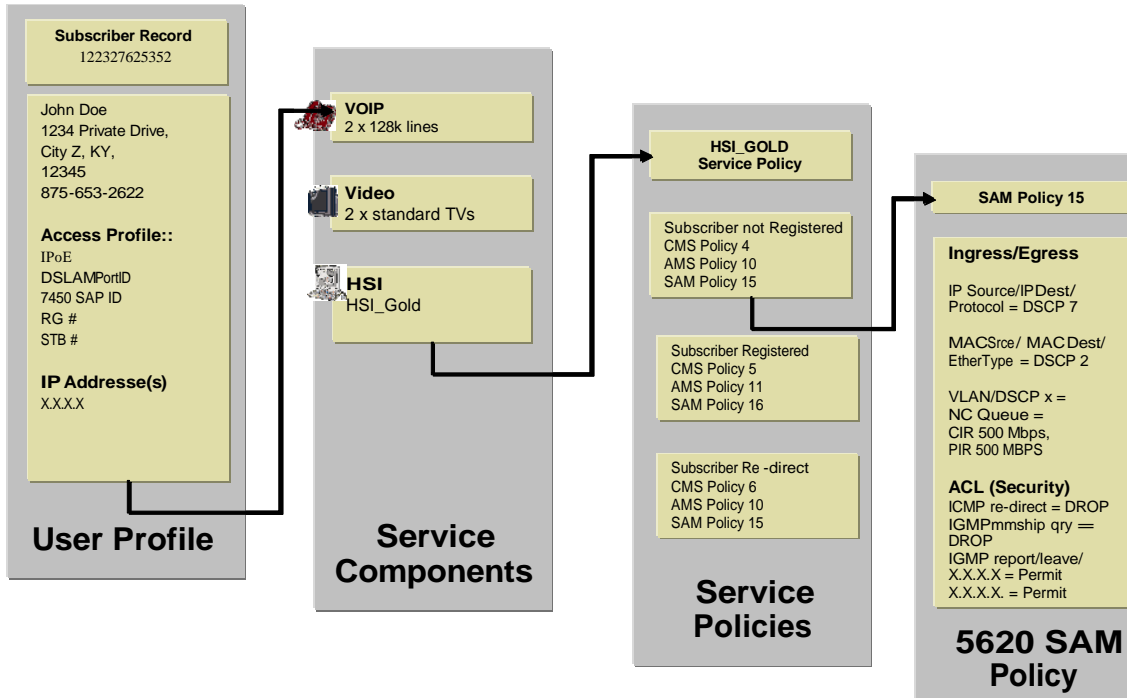 Subscriber Record
122327625352
John Doe
1234 Private Drive,
City Z, KY,
12345
875-653-2622
Access Profile::
IPoE
DSLAMPortID
7450 SAP ID
RG #
STB #
IP Addresse(s)
X.X.X.X
User Profile
VOIP
2 x 128k lines
Video
2 x standard TVs
HSI
HSI_Gold
Service
Components
HSI_GOLD
Service Policy
Subscriber not Registered
CMS Policy 4
AMS Policy 10
SAM Policy 15
Subscriber Registered
CMS Policy 5
AMS Policy 11
SAM Policy 16
Subscriber Re -direct
CMS Policy 6
AMS Policy 10
SAM Policy 15
Service
Policies
SAM Policy 15
Ingress/Egress
IP Source/IPDest/
Protocol = DSCP 7
MACSrce/ MACDest/
EtherType = DSCP 2
VLAN/DSCP x =
NC Queue =
CIR 500 Mbps,
PIR 500 MBPS
ACL (Security)
ICMP re-direct = DROP
IGMPmmship qry ==
DROP
IGMP report/leave/
X.X.X.X = Permit
X.X.X.X. = Permit
5620 SAM
Policy